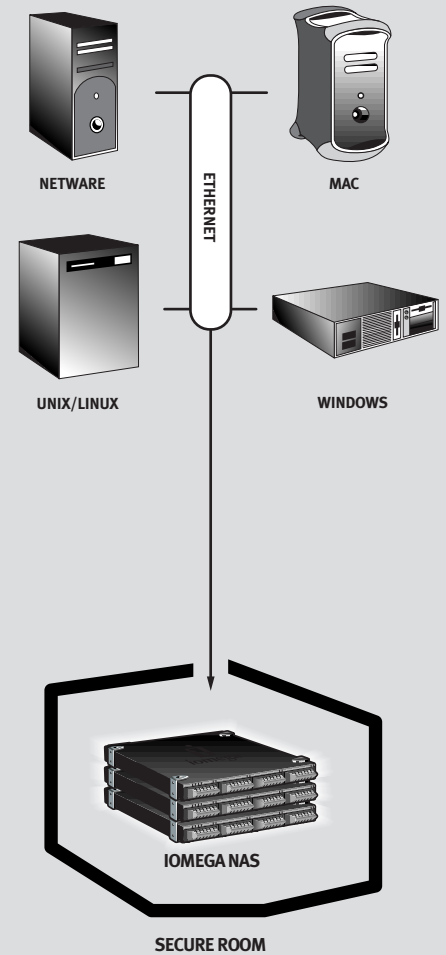 NETWARE
MAC
ETHERNET
UNIX/LINUX
WINDOWS
IOMEGA NAS
SECURE ROOM